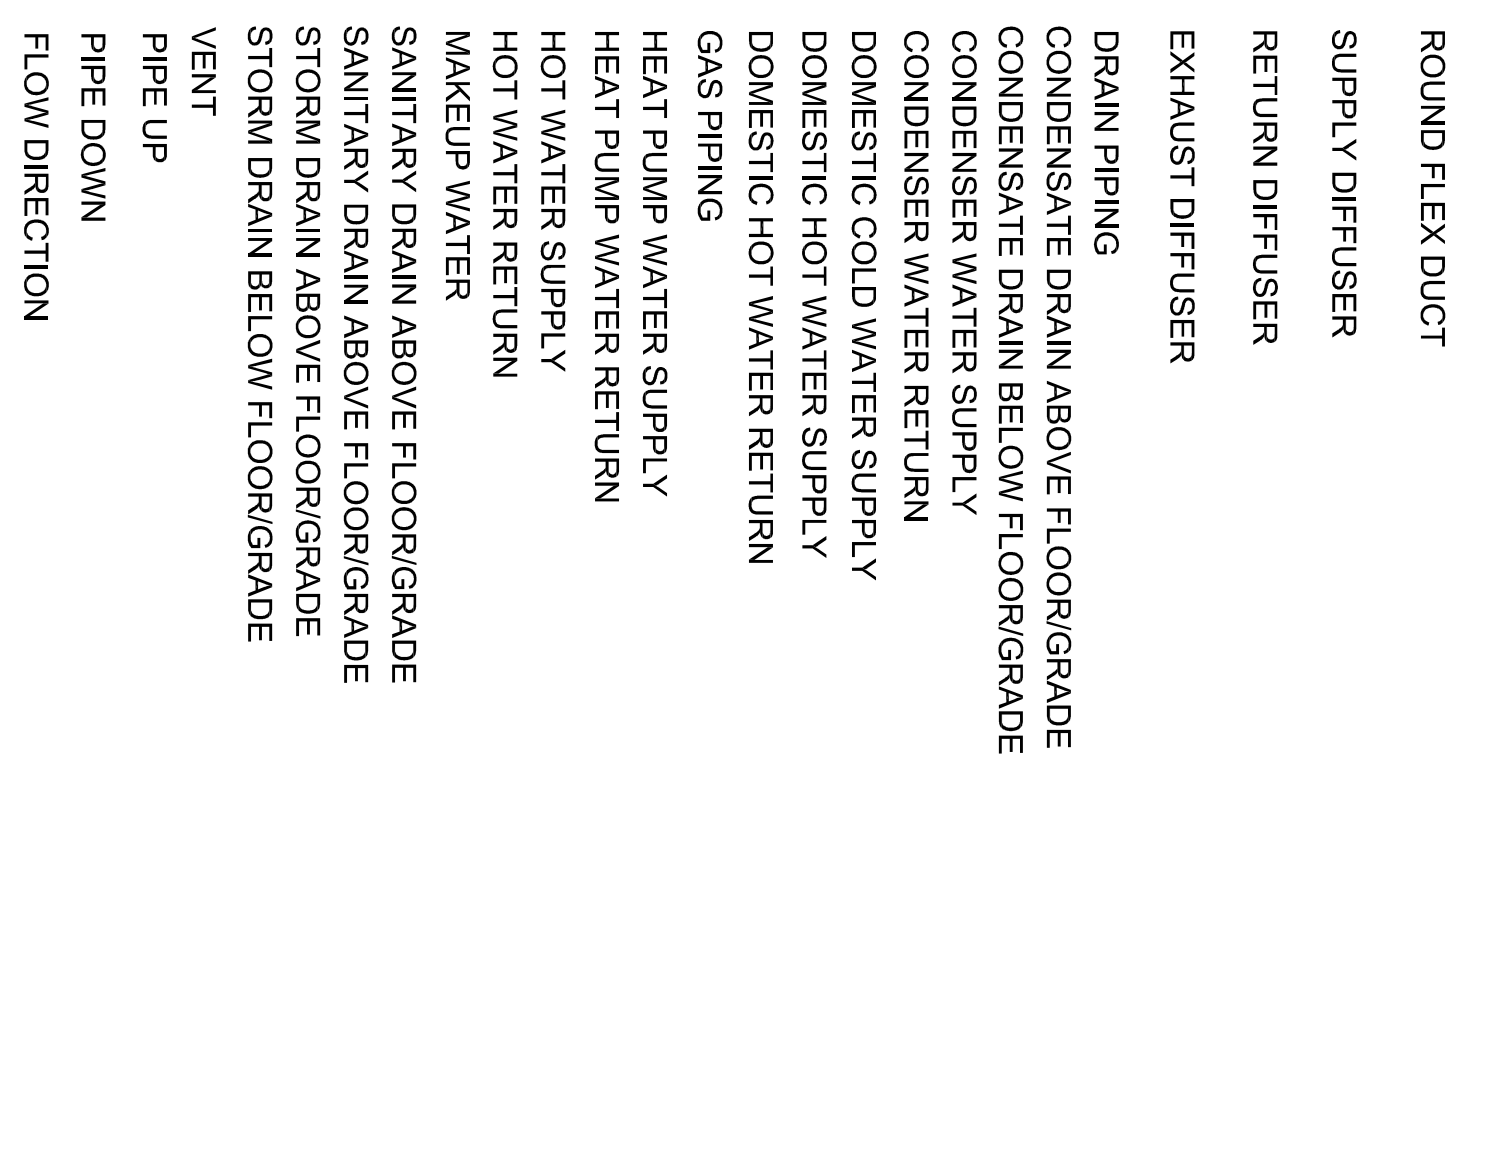 ROUND FLEX DUCT
SUPPLY DIFFUSER
RETURN DIFFUSER
EXHAUST DIFFUSER
DRAIN PIPING
CONDENSATE DRAIN ABOVE FLOOR/GRADE
CONDENSATE DRAIN BELOW FLOOR/GRADE
CONDENSER WATER SUPPLY
CONDENSER WATER RETURN
DOMESTIC COLD WATER SUPPLY
DOMESTIC HOT WATER SUPPLY
DOMESTIC HOT WATER RETURN
GAS PIPING
HEAT PUMP WATER SUPPLY
HEAT PUMP WATER RETURN
HOT WATER SUPPLY
HOT WATER RETURN
MAKEUP WATER
SANITARY DRAIN ABOVE FLOOR/GRADE
SANITARY DRAIN ABOVE FLOOR/GRADE
STORM DRAIN ABOVE FLOOR/GRADE
STORM DRAIN BELOW FLOOR/GRADE
VENT
PIPE UP
PIPE DOWN
FLOW DIRECTION